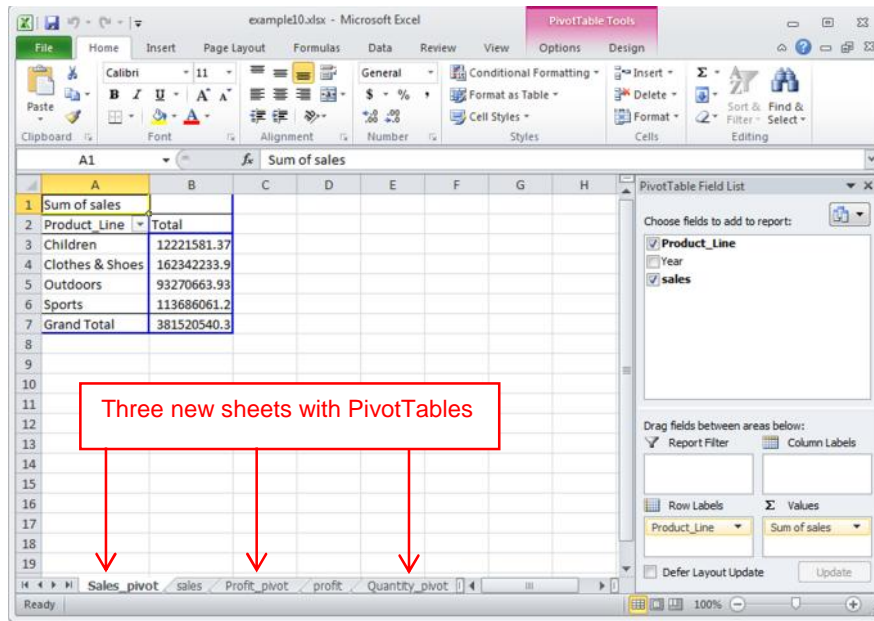 example10.xlsx - Microsoft Excel
PivotTable Tools
File Home Insert Page Layout Formulas Data Review View Options Design
Calibri 11 General Conditional Formatting Insert Σ
Paste B I U A A $ % , Format as Table Delete Sort & Filter Find & Select
A Cell Styles Format
Clipboard Font Alignment Number Styles Cells Editing
A1 fx Sum of sales
A B C D E F G H
PivotTable Field List
1 Sum of sales
2 Product_Line Total
3 Children 12221581.37
4 Clothes & Shoes 162342233.9
5 Outdoors 93270663.93
6 Sports 113686061.2
7 Grand Total 381520540.3
8
9
10
11
12
13
14
15
16
17
18
19
Three new sheets with PivotTables
Choose fields to add to report:
Product_Line
Year
sales
Drag fields between areas below:
Report Filter Column Labels
Row Labels Σ Values
Product_Line Sum of sales
Defer Layout Update Update
Sales_pivot sales Profit_pivot profit Quantity_pivot
Ready 100%